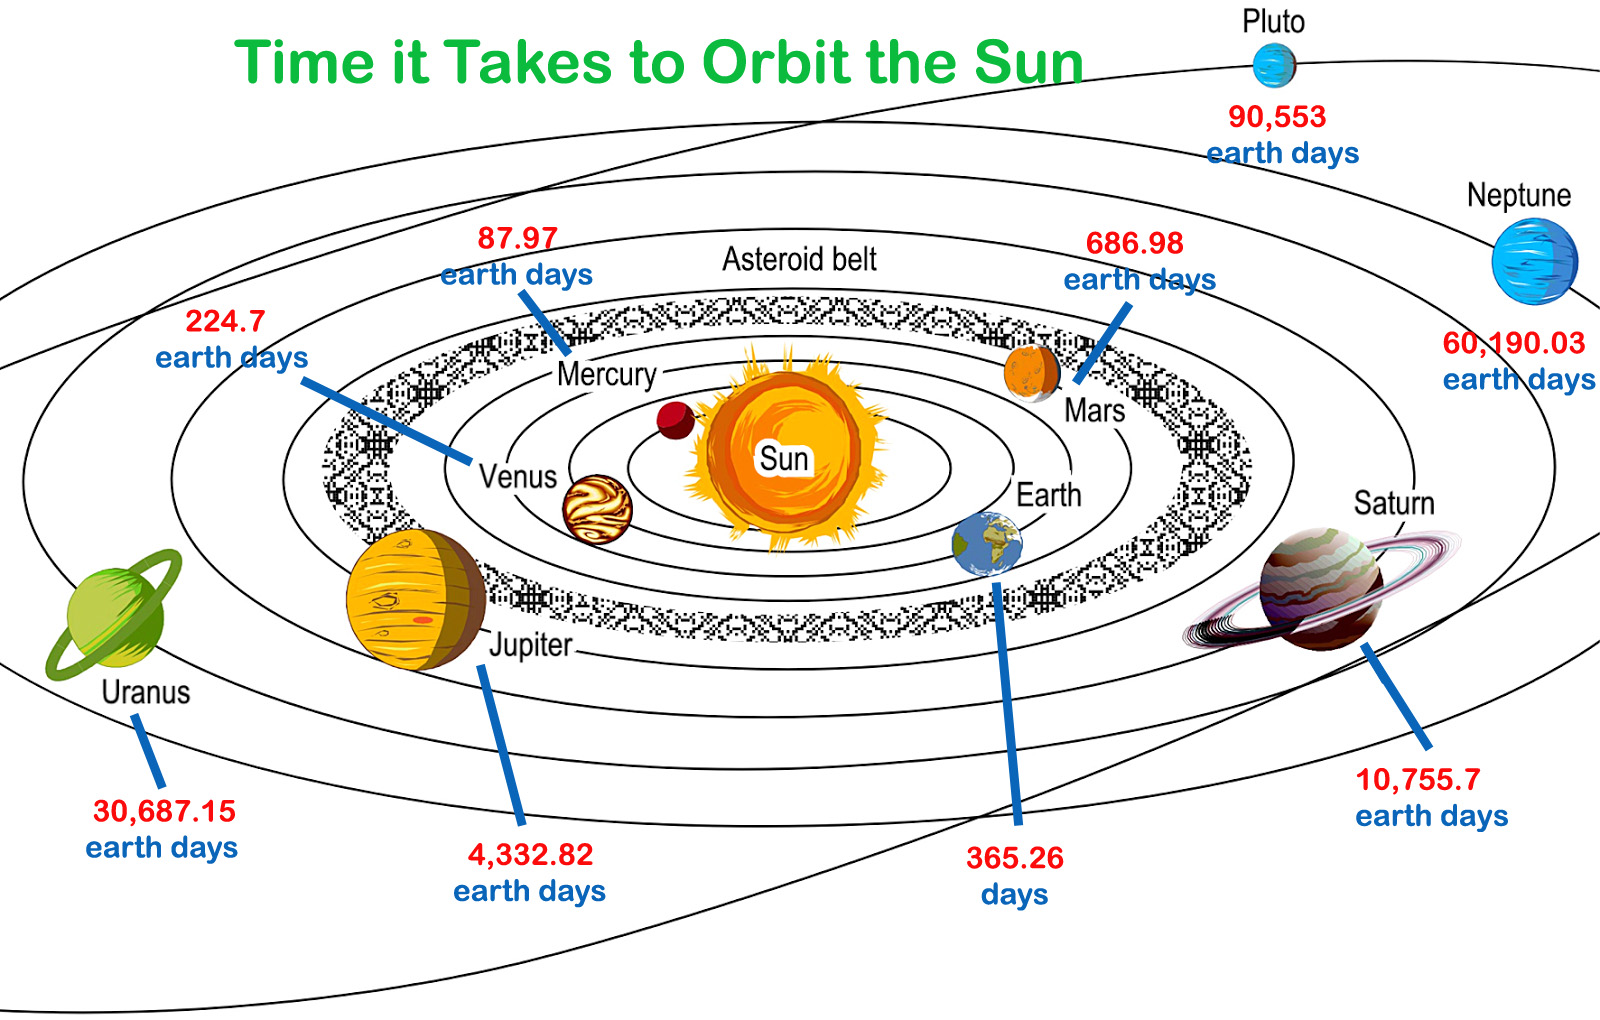 Time it Takes to Orbit the Sun
Pluto
90,553
earth days
Neptune
60,190.03
earth days
87.97
earth days
Mercury
Asteroid belt
686.98
earth days
Mars
224.7
earth days
Venus
Sun
Earth
365.26
days
Saturn
10,755.7
earth days
Jupiter
4,332.82
earth days
Uranus
30,687.15
earth days